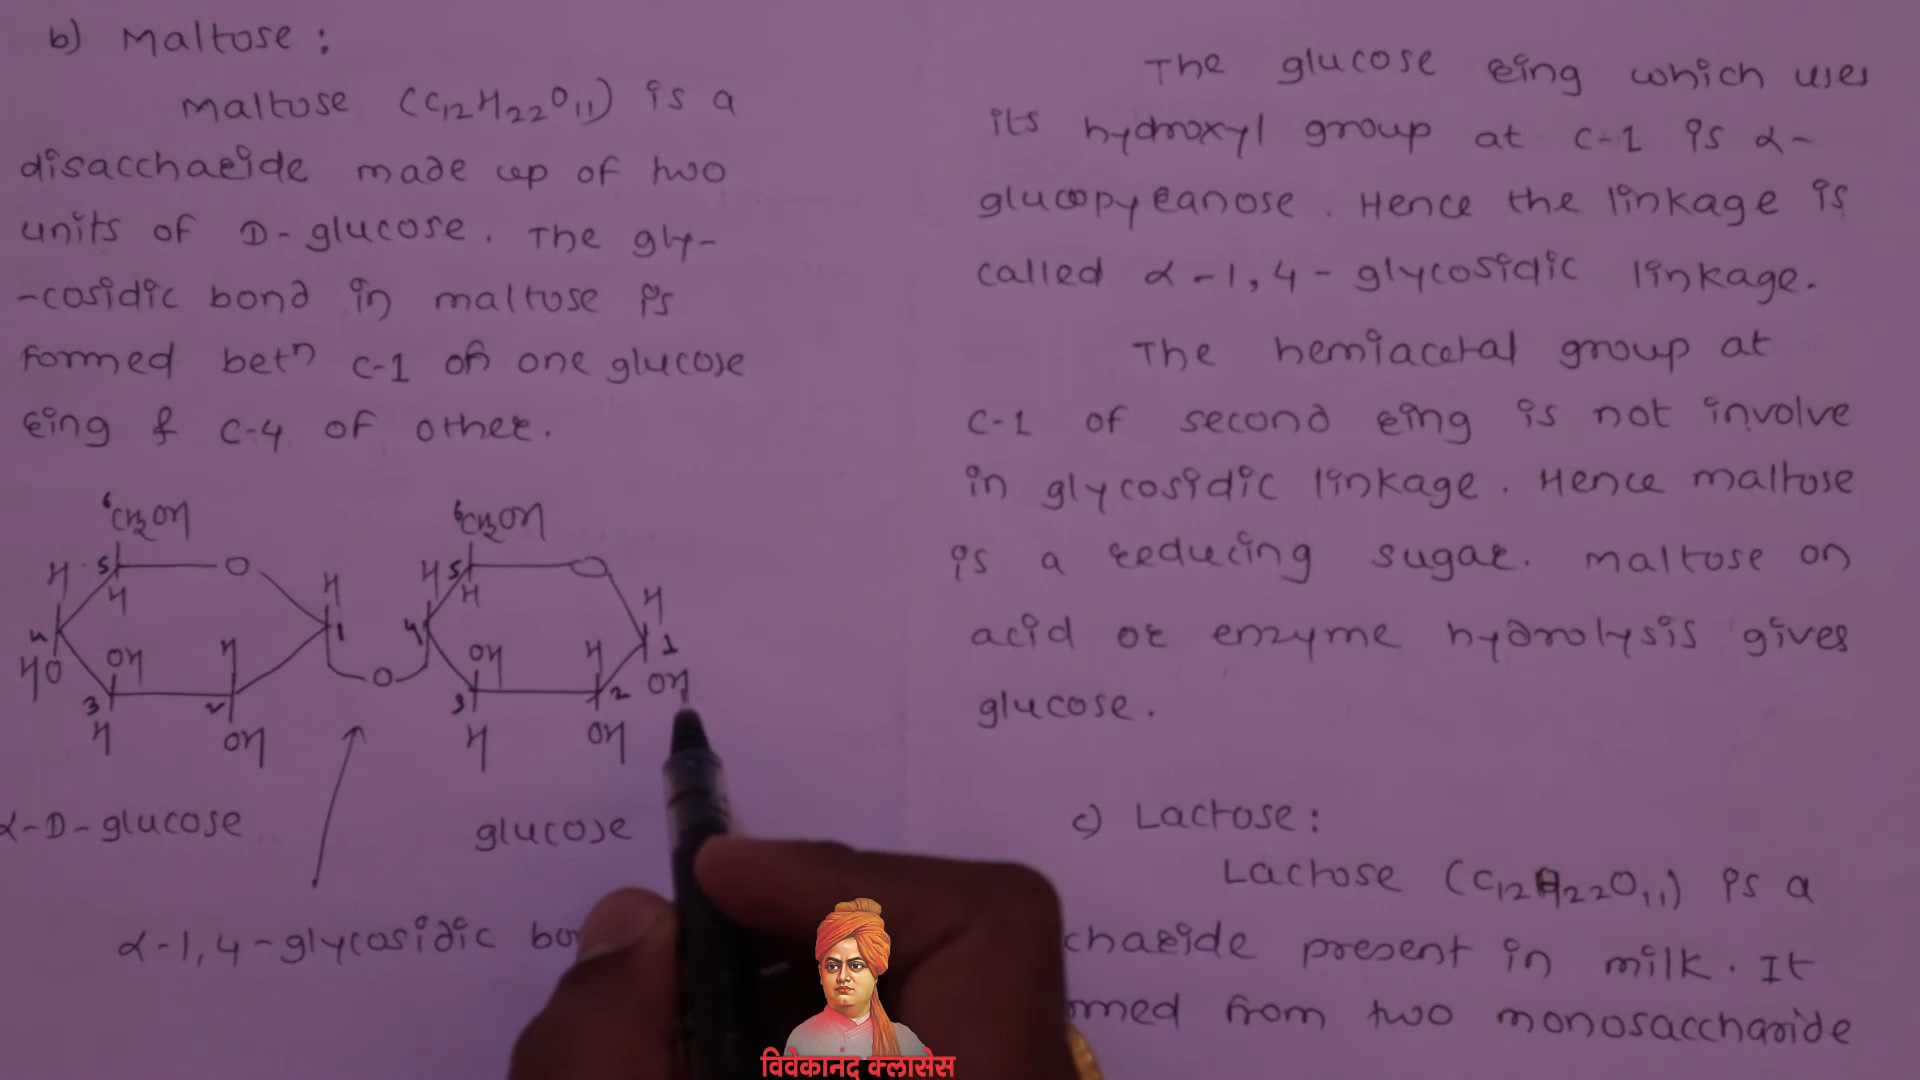 b) Maltose :
Maltose (C12H22O11) is a
disaccharide made up of two
units of D-glucose. The gly-
-cosidic bond in maltose is
formed betn C-1 of one glucose
ring & C-4 of other.
6CH2OH 6CH2OH
H 5 O H 5 O
H H H H
4 1 4 1
HO OH H O OH H OH
3 2 3 2
H OH H OH
α-D-glucose glucose
α-1,4-glycosidic
The glucose ring which uses
its hydroxyl group at C-1 is α-
glucopyranose. Hence the linkage is
called α-1,4-glycosidic linkage.
The hemiacetal group at
C-1 of second ring is not involve
in glycosidic linkage. Hence maltose
is a reducing sugar. Maltose on
acid or enzyme hydrolysis gives
glucose.
c) Lactose :
Lactose (C12H22O11) is a
charide present in milk. It
rmed from two monosaccharide
विवेकानंद क्लासेस